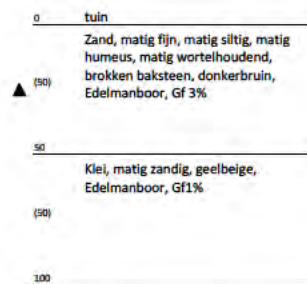 0 tuin
Zand, matig fijn, matig siltig, matig
humeus, matig wortelhoudend,
(50) brokken baksteen, donkerbruin,
Edelmanboor, Gf 3%
50
Klei, matig zandig, geelbeige,
Edelmanboor, Gf1%
(50)
100